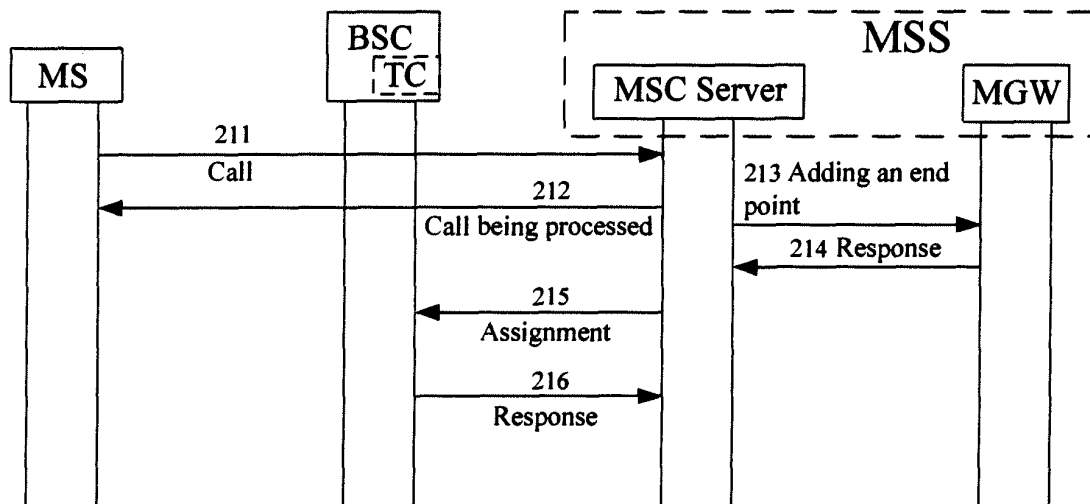 MSS
BSC
TC
MS
MSC Server
MGW
211
Call
212
Call being processed
213 Adding an end
point
214 Response
215
Assignment
216
Response